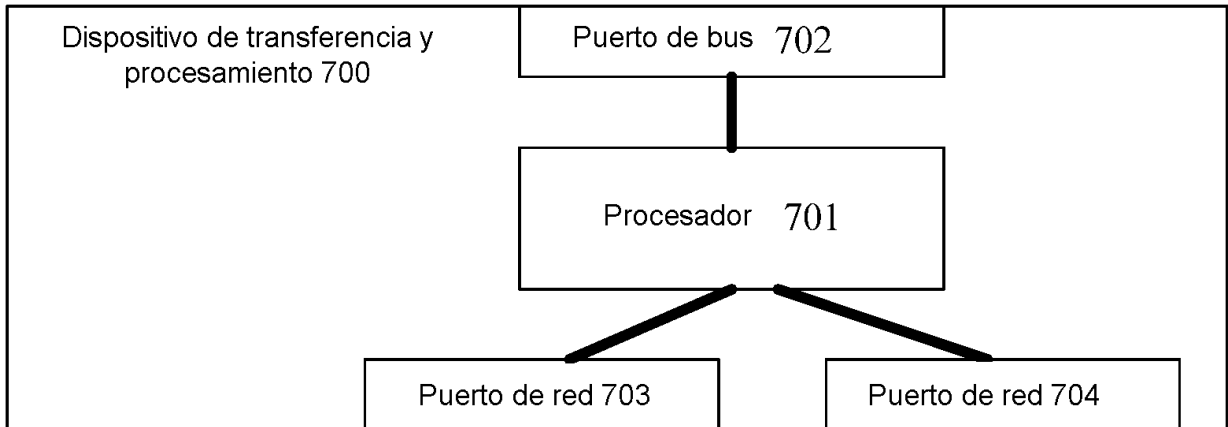 Dispositivo de transferencia y
procesamiento 700
Puerto de bus 702
Procesador 701
Puerto de red 703
Puerto de red 704